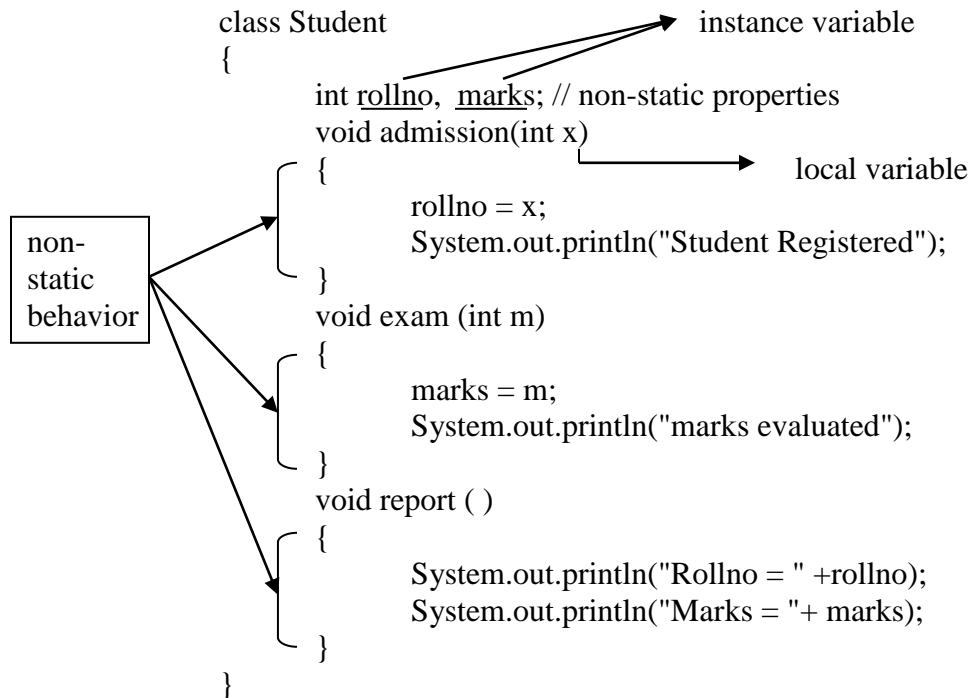 class Student instance variable
{
int rollno, marks; // non-static properties
void admission(int x)
{ local variable
rollno = x;
System.out.println("Student Registered");
}
non-
static
behavior
void exam (int m)
{
marks = m;
System.out.println("marks evaluated");
}
void report ( )
{
System.out.println("Rollno = " +rollno);
System.out.println("Marks = "+ marks);
}
}